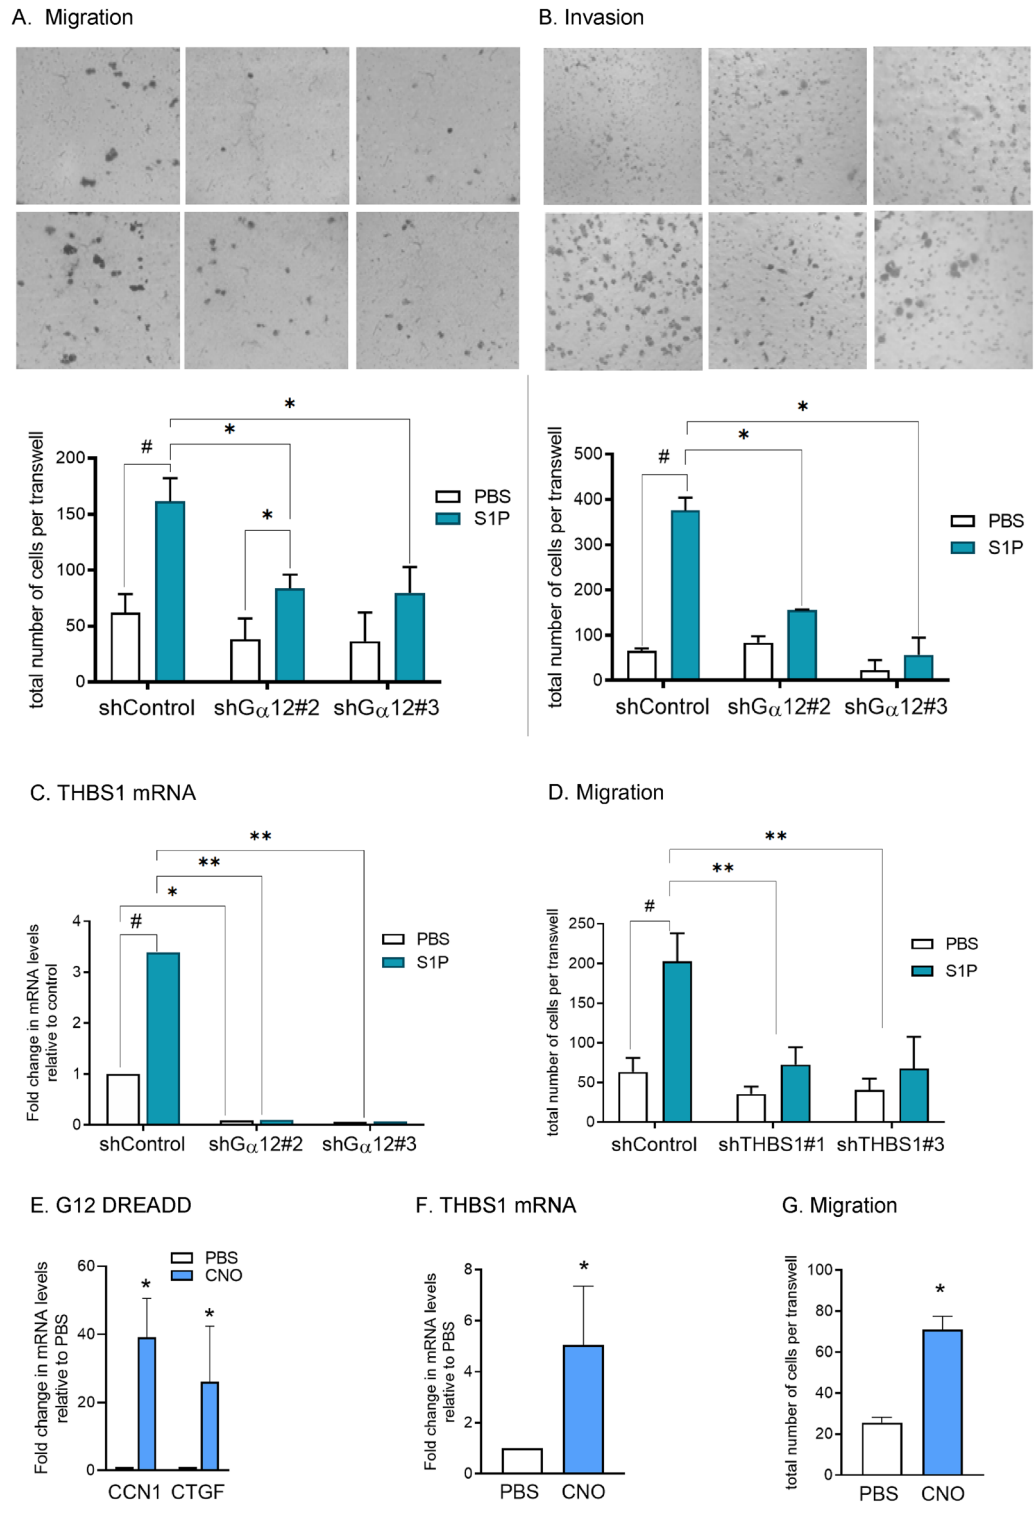 A. Migration
B. Invasion
total number of cells per transwell
200
150
100
50
0
#
*
*
*
PBS
S1P
shControl
shGα12#2
shGα12#3
total number of cells per transwell
500
400
300
200
100
0
#
*
*
PBS
S1P
shControl
shGα12#2
shGα12#3
C. THBS1 mRNA
Fold change in mRNA levels
relative to control
4
3
2
1
0
#
*
**
**
PBS
S1P
shControl
shGα12#2
shGα12#3
D. Migration
total number of cells per transwell
250
200
150
100
50
0
#
**
**
PBS
S1P
shControl
shTHBS1#1
shTHBS1#3
E. G12 DREADD
Fold change in mRNA levels
relative to PBS
60
40
20
0
*
*
PBS
CNO
CCN1
CTGF
F. THBS1 mRNA
Fold change in mRNA levels
relative to PBS
8
6
4
2
0
*
PBS
CNO
G. Migration
total number of cells per transwell
100
80
60
40
20
0
*
PBS
CNO